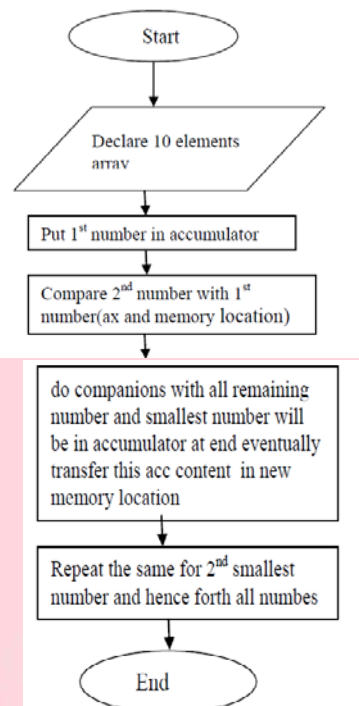 Start
Declare 10 elements
array
Put 1st number in accumulator
Compare 2nd number with 1st
number(ax and memory location)
do companions with all remaining
number and smallest number will
be in accumulator at end eventually
transfer this acc content in new
memory location
Repeat the same for 2nd smallest
number and hence forth all numbes
End